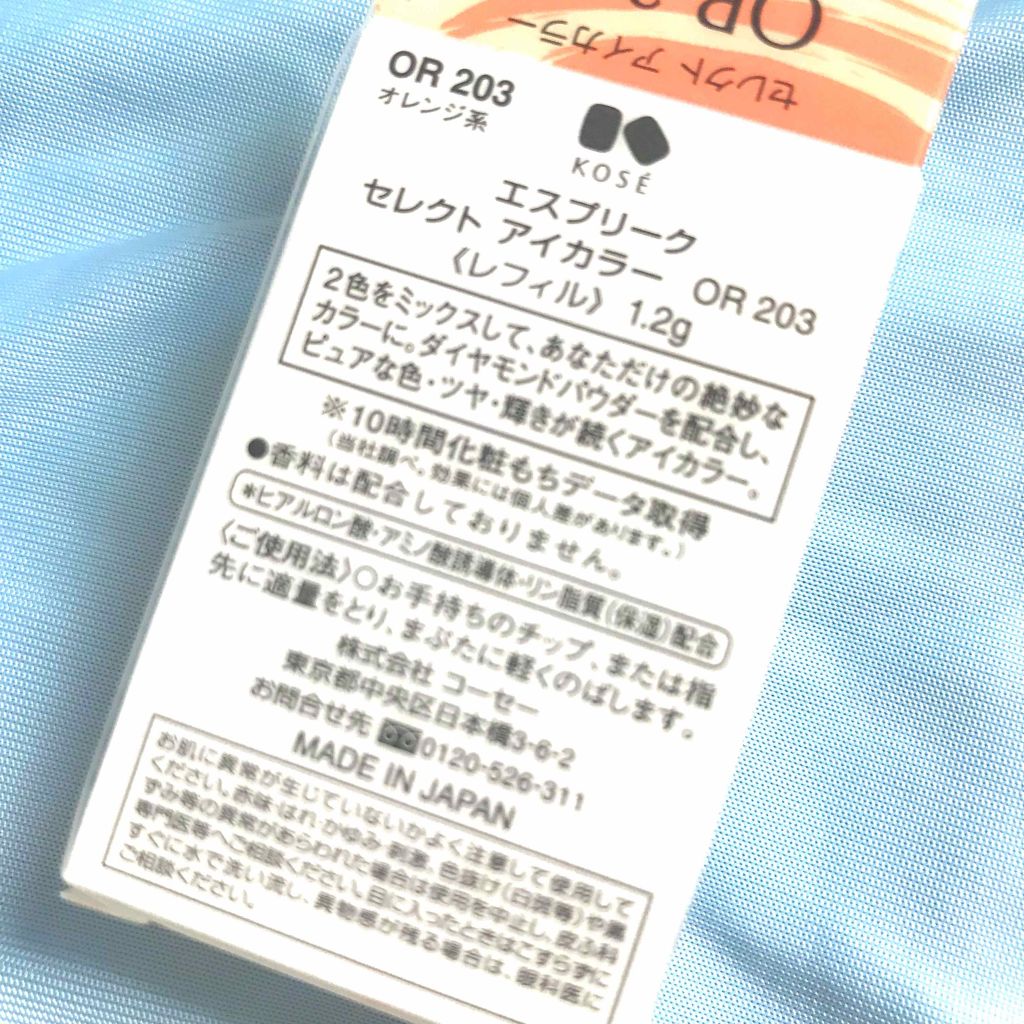 OR 2
セレクト アイカラー
OR 203
オレンジ系
KOSÉ
エスプリーク
セレクト アイカラー OR 203
〈レフィル〉 1.2g
2色をミックスして、あなただけの絶妙な
カラーに。ダイヤモンドパウダーを配合し、
ピュアな色・ツヤ・輝きが続くアイカラー。
※10時間化粧もちデータ取得
(当社調べ。効果には個人差があります。)
●香料は配合しておりません。
*ヒアルロン酸・アミノ酸誘導体・リン脂質(保湿)配合
〈ご使用法〉○お手持ちのチップ、または指
先に適量をとり、まぶたに軽くのばします。
株式会社 コーセー
東京都中央区日本橋3-6-2
お問合せ先 0120-526-311
MADE IN JAPAN
お肌に異常が生じていないかよく注意して使用して
ください。赤味・はれ・かゆみ・刺激、色抜け(白斑等)や黒
ずみ等の異常があらわれた場合は使用を中止し、皮ふ科
専門医等へご相談ください。目に入ったときはこすらずに
すぐに水で洗い流し、異物感が残る場合は、眼科医に
ご相談ください。